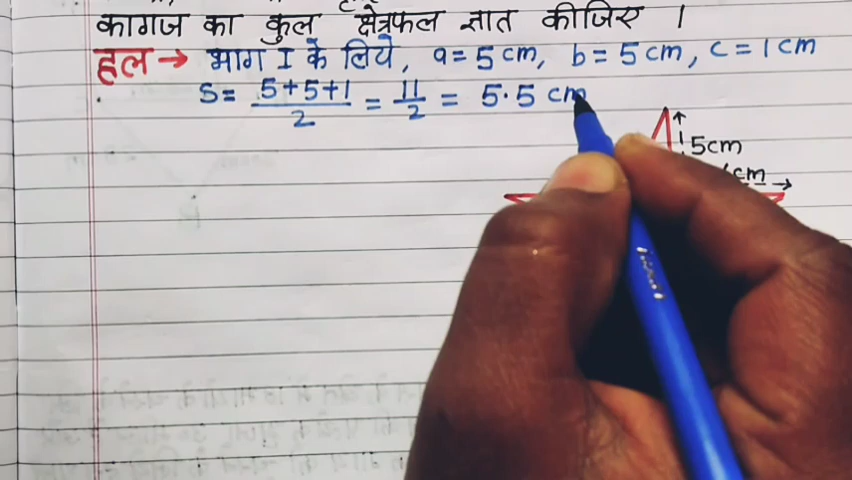 कागज का कुल क्षेत्रफल ज्ञात कीजिए ।
हल → भाग I के लिये, a = 5 cm, b = 5 cm, c = 1 cm
S = 5+5+1/2 = 11/2 = 5.5 cm
5cm
cm